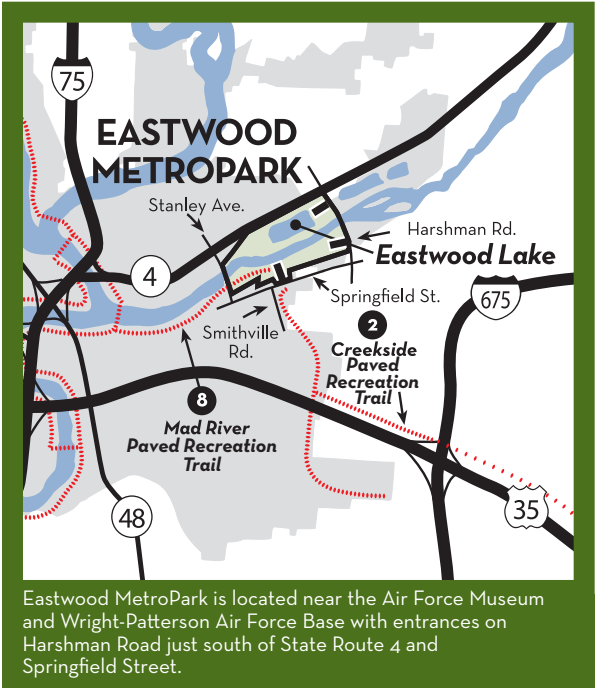 75
EASTWOOD
METROPARK
Stanley Ave.
Harshman Rd.
Eastwood Lake
4
675
Springfield St.
Smithville
Rd.
2
Creekside
Paved
Recreation
Trail
8
Mad River
Paved Recreation
Trail
48
35
Eastwood MetroPark is located near the Air Force Museum
and Wright-Patterson Air Force Base with entrances on
Harshman Road just south of State Route 4 and
Springfield Street.